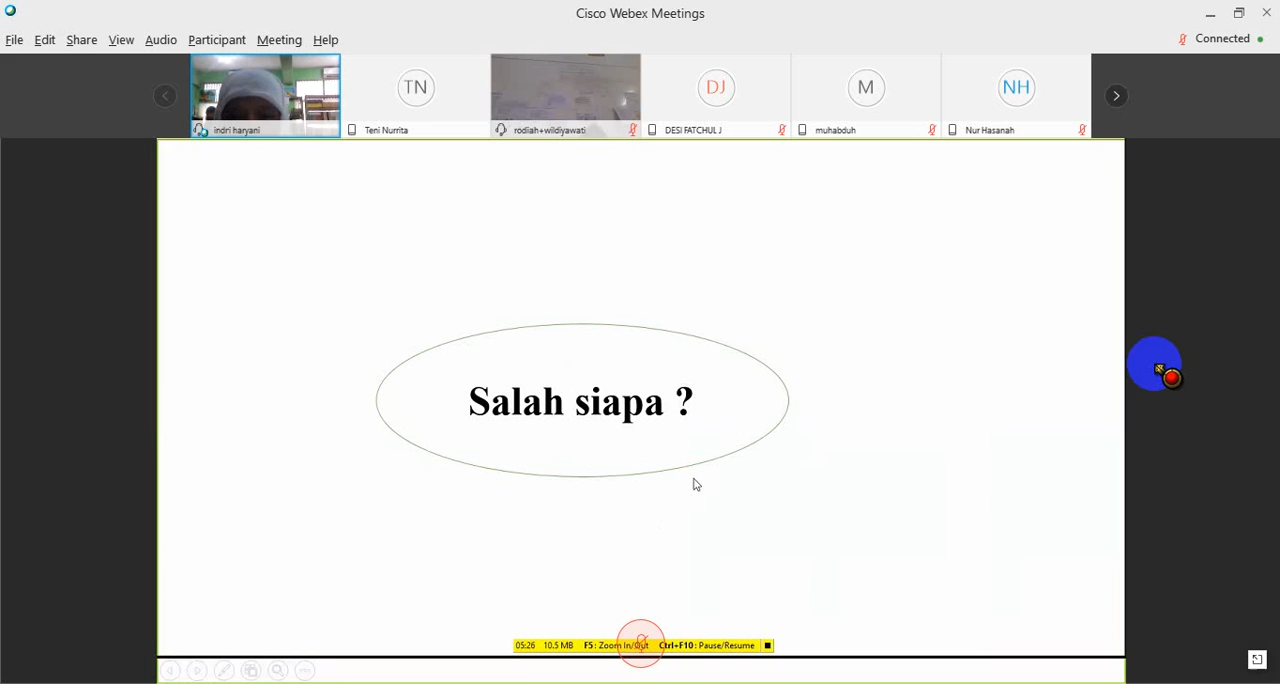 Cisco Webex Meetings
File Edit Share View Audio Participant Meeting Help
Connected
TN
DJ
M
NH
indri haryani
Teni Nurrita
rodiah+wildiyawati
DESI FATCHUL J
muhabduh
Nur Hasanah
Salah siapa ?
05:26 10.5 MB F5: Zoom In/Out Ctrl+F10: Pause/Resume